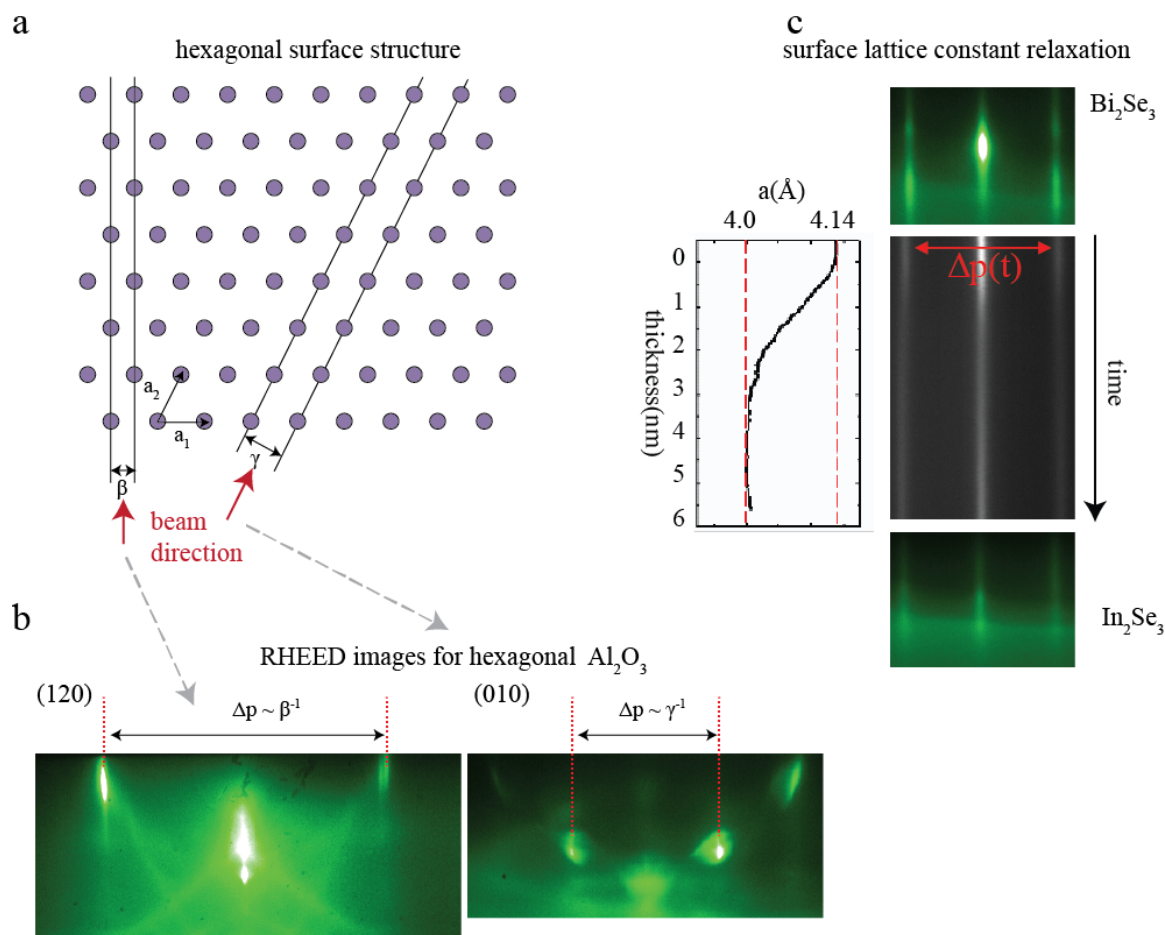 a
hexagonal surface structure
a₂
a₁
β
γ
beam
direction
b
RHEED images for hexagonal Al₂O₃
(120)
Δp ~ β⁻¹
(010)
Δp ~ γ⁻¹
c
surface lattice constant relaxation
Bi₂Se₃
a(Å)
4.0 4.14
0
1
2
3
4
5
6
thickness(nm)
Δp(t)
time
In₂Se₃